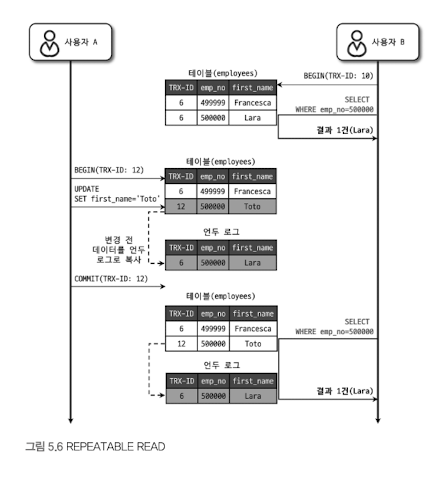 사용자 A
사용자 B
테이블(employees)
BEGIN(TRX-ID: 10)
TRX-ID emp_no first_name
6 499999 Francesca
6 500000 Lara
SELECT
WHERE emp_no=500000
결과 1건(Lara)
테이블(employees)
BEGIN(TRX-ID: 12)
TRX-ID emp_no first_name
UPDATE
SET first_name='Toto'
6 499999 Francesca
12 500000 Toto
변경 전
데이터를 언두
로그로 복사
언두 로그
TRX-ID emp_no first_name
6 500000 Lara
COMMIT(TRX-ID: 12)
테이블(employees)
TRX-ID emp_no first_name
6 499999 Francesca
12 500000 Toto
SELECT
WHERE emp_no=500000
언두 로그
TRX-ID emp_no first_name
6 500000 Lara
결과 1건(Lara)
그림 5.6 REPEATABLE READ